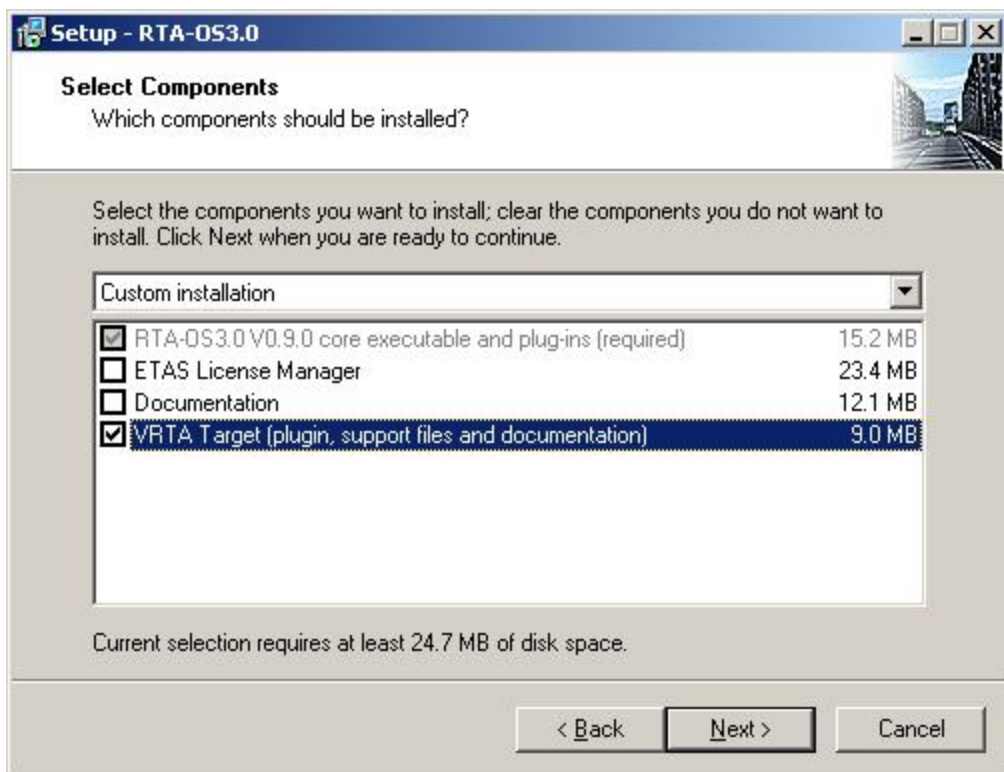 Setup - RTA-OS3.0
Select Components
Which components should be installed?
Select the components you want to install; clear the components you do not want to
install. Click Next when you are ready to continue.
Custom installation
RTA-OS3.0 V0.9.0 core executable and plug-ins (required) 15.2 MB
ETAS License Manager 23.4 MB
Documentation 12.1 MB
VRTA Target (plugin, support files and documentation) 9.0 MB
Current selection requires at least 24.7 MB of disk space.
< Back Next > Cancel